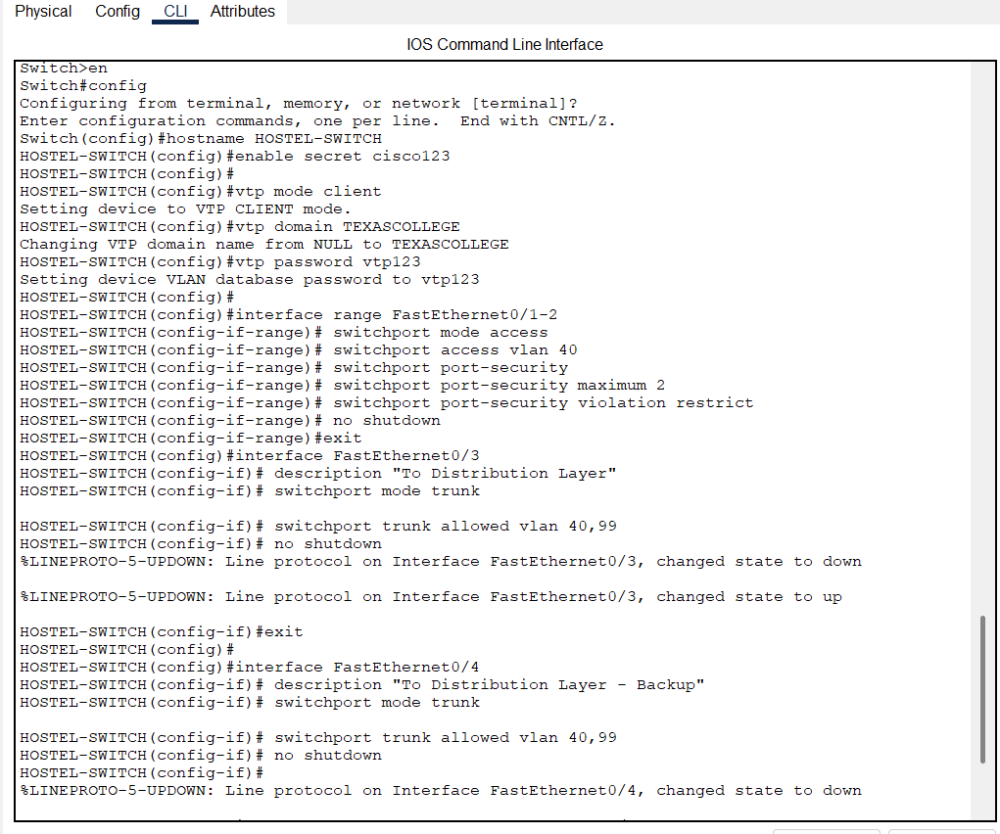 Physical Config CLI Attributes
IOS Command Line Interface
Switch>en
Switch#config
Configuring from terminal, memory, or network [terminal]?
Enter configuration commands, one per line.  End with CNTL/Z.
Switch(config)#hostname HOSTEL-SWITCH
HOSTEL-SWITCH(config)#enable secret cisco123
HOSTEL-SWITCH(config)#
HOSTEL-SWITCH(config)#vtp mode client
Setting device to VTP CLIENT mode.
HOSTEL-SWITCH(config)#vtp domain TEXASCOLLEGE
Changing VTP domain name from NULL to TEXASCOLLEGE
HOSTEL-SWITCH(config)#vtp password vtp123
Setting device VLAN database password to vtp123
HOSTEL-SWITCH(config)#
HOSTEL-SWITCH(config)#interface range FastEthernet0/1-2
HOSTEL-SWITCH(config-if-range)# switchport mode access
HOSTEL-SWITCH(config-if-range)# switchport access vlan 40
HOSTEL-SWITCH(config-if-range)# switchport port-security
HOSTEL-SWITCH(config-if-range)# switchport port-security maximum 2
HOSTEL-SWITCH(config-if-range)# switchport port-security violation restrict
HOSTEL-SWITCH(config-if-range)# no shutdown
HOSTEL-SWITCH(config-if-range)#exit
HOSTEL-SWITCH(config)#interface FastEthernet0/3
HOSTEL-SWITCH(config-if)# description "To Distribution Layer"
HOSTEL-SWITCH(config-if)# switchport mode trunk
HOSTEL-SWITCH(config-if)# switchport trunk allowed vlan 40,99
HOSTEL-SWITCH(config-if)# no shutdown
%LINEPROTO-5-UPDOWN: Line protocol on Interface FastEthernet0/3, changed state to down
%LINEPROTO-5-UPDOWN: Line protocol on Interface FastEthernet0/3, changed state to up
HOSTEL-SWITCH(config-if)#exit
HOSTEL-SWITCH(config)#
HOSTEL-SWITCH(config)#interface FastEthernet0/4
HOSTEL-SWITCH(config-if)# description "To Distribution Layer - Backup"
HOSTEL-SWITCH(config-if)# switchport mode trunk
HOSTEL-SWITCH(config-if)# switchport trunk allowed vlan 40,99
HOSTEL-SWITCH(config-if)# no shutdown
HOSTEL-SWITCH(config-if)#
%LINEPROTO-5-UPDOWN: Line protocol on Interface FastEthernet0/4, changed state to down